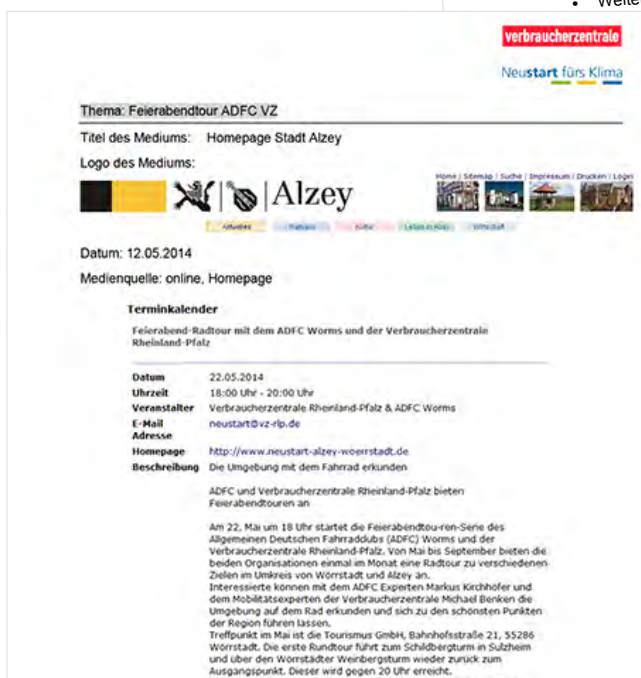 • Weite
verbraucherzentrale
Neustart fürs Klima
Thema: Feierabendtour ADFC VZ
Titel des Mediums: Homepage Stadt Alzey
Logo des Mediums:
Home | Sitemap | Suche | Impressum | Drucken | Login
Alzey
Aktuelles Rathaus Kultur Leben in Alzey Wirtschaft
Datum: 12.05.2014
Medienquelle: online, Homepage
Terminkalender
Feierabend-Radtour mit dem ADFC Worms und der Verbraucherzentrale
Rheinland-Pfalz
Datum 22.05.2014
Uhrzeit 18:00 Uhr - 20:00 Uhr
Veranstalter Verbraucherzentrale Rheinland-Pfalz & ADFC Worms
E-Mail neustart@vz-rlp.de
Adresse
Homepage http://www.neustart-alzey-woerrstadt.de
Beschreibung Die Umgebung mit dem Fahrrad erkunden
ADFC und Verbraucherzentrale Rheinland-Pfalz bieten
Feierabendtouren an
Am 22. Mai um 18 Uhr startet die Feierabendtou-ren-Serie des
Allgemeinen Deutschen Fahrradclubs (ADFC) Worms und der
Verbraucherzentrale Rheinland-Pfalz. Von Mai bis September bieten die
beiden Organisationen einmal im Monat eine Radtour zu verschiedenen
Zielen im Umkreis von Wörrstadt und Alzey an.
Interessierte können mit dem ADFC Experten Markus Kirchhöfer und
dem Mobilitätsexperten der Verbraucherzentrale Michael Benken die
Umgebung auf dem Rad erkunden und sich zu den schönsten Punkten
der Region führen lassen.
Treffpunkt im Mai ist die Tourismus GmbH, Bahnhofstraße 21, 55286
Wörrstadt. Die erste Rundtour führt zum Schildbergturm in Sulzheim
und über den Wörrstädter Weinbergsturm wieder zurück zum
Ausgangspunkt. Dieser wird gegen 20 Uhr erreicht.